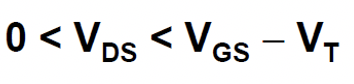 0 < V_DS < V_GS – V_T